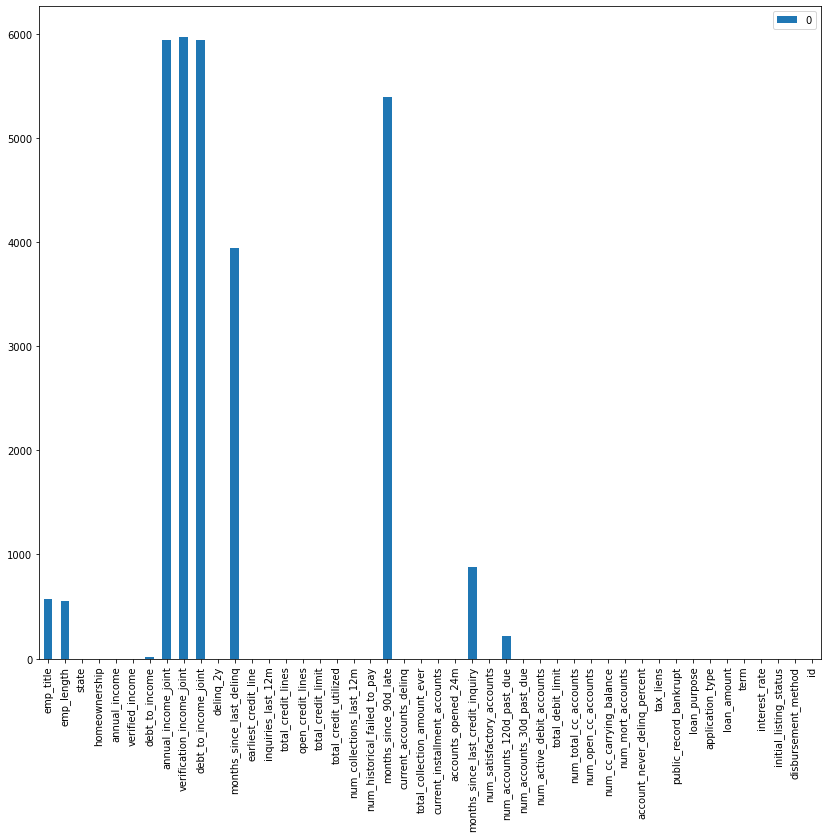 0
6000
5000
4000
3000
2000
1000
0
emp_title
emp_length
state
homeownership
annual_income
verified_income
debt_to_income
annual_income_joint
verification_income_joint
debt_to_income_joint
delinq_2y
months_since_last_delinq
earliest_credit_line
inquiries_last_12m
total_credit_lines
open_credit_lines
total_credit_limit
total_credit_utilized
num_collections_last_12m
num_historical_failed_to_pay
months_since_90d_late
current_accounts_delinq
total_collection_amount_ever
current_installment_accounts
accounts_opened_24m
months_since_last_credit_inquiry
num_satisfactory_accounts
num_accounts_120d_past_due
num_accounts_30d_past_due
num_active_debit_accounts
total_debit_limit
num_total_cc_accounts
num_open_cc_accounts
num_cc_carrying_balance
num_mort_accounts
account_never_delinq_percent
tax_liens
public_record_bankrupt
loan_purpose
application_type
loan_amount
term
interest_rate
initial_listing_status
disbursement_method
id